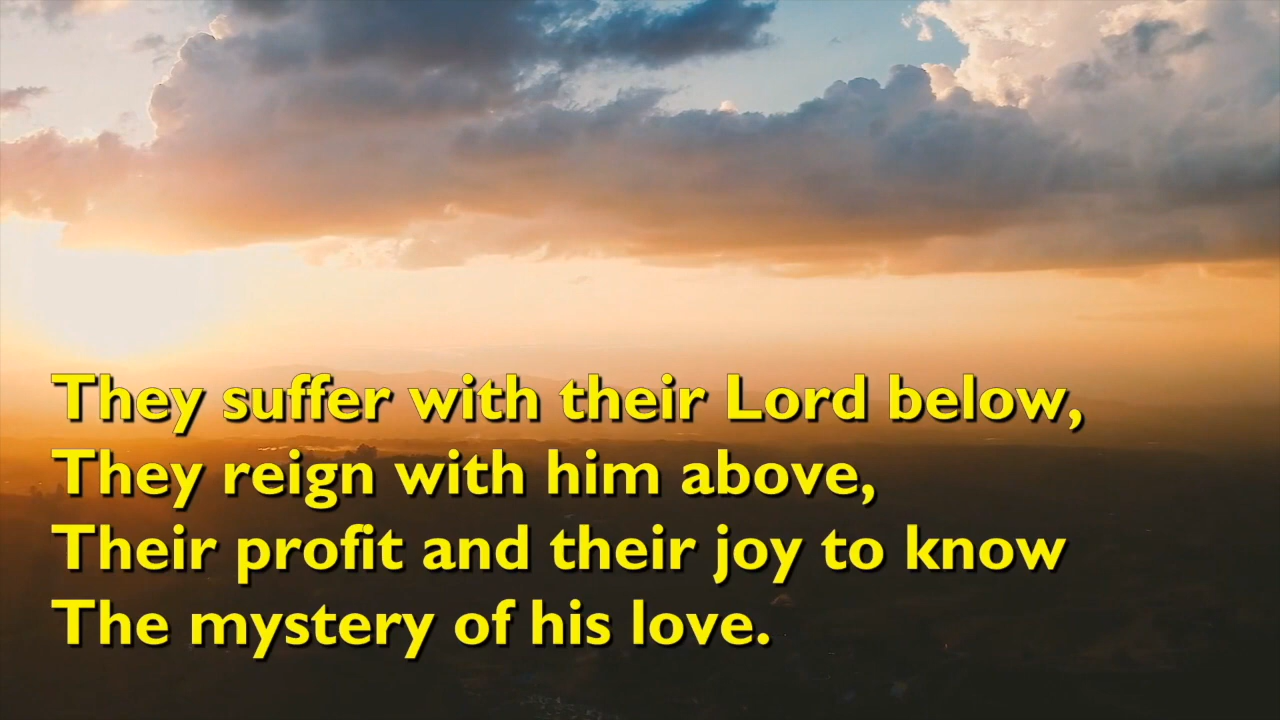 They suffer with their Lord below,
They reign with him above,
Their profit and their joy to know
The mystery of his love.